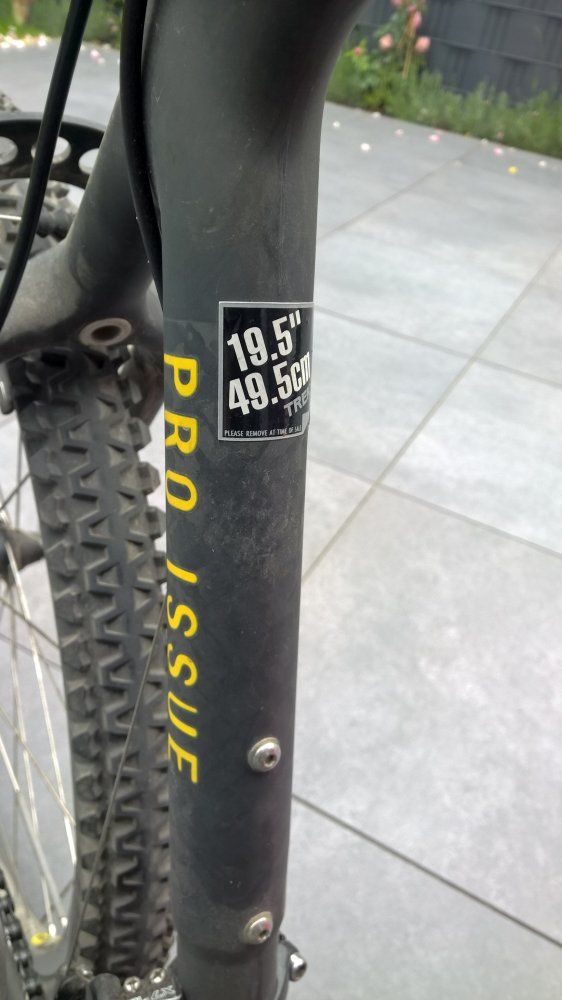 19.5"
49.5cm
TREK
PLEASE REMOVE AT TIME OF SALE
PRO ISSUE